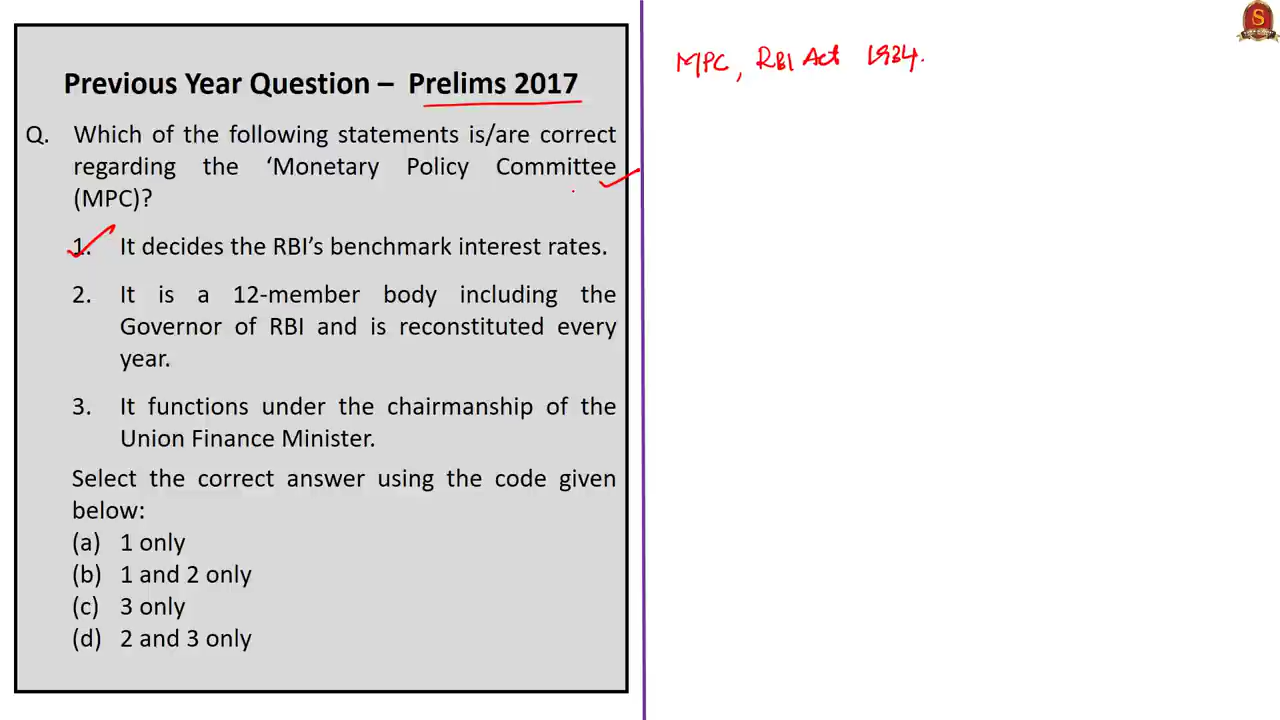 Previous Year Question – Prelims 2017
Q. Which of the following statements is/are correct
regarding the ‘Monetary Policy Committee
(MPC)?
1. It decides the RBI’s benchmark interest rates.
2. It is a 12-member body including the
Governor of RBI and is reconstituted every
year.
3. It functions under the chairmanship of the
Union Finance Minister.
Select the correct answer using the code given
below:
(a) 1 only
(b) 1 and 2 only
(c) 3 only
(d) 2 and 3 only
MPC, RBI Act 1934.
S